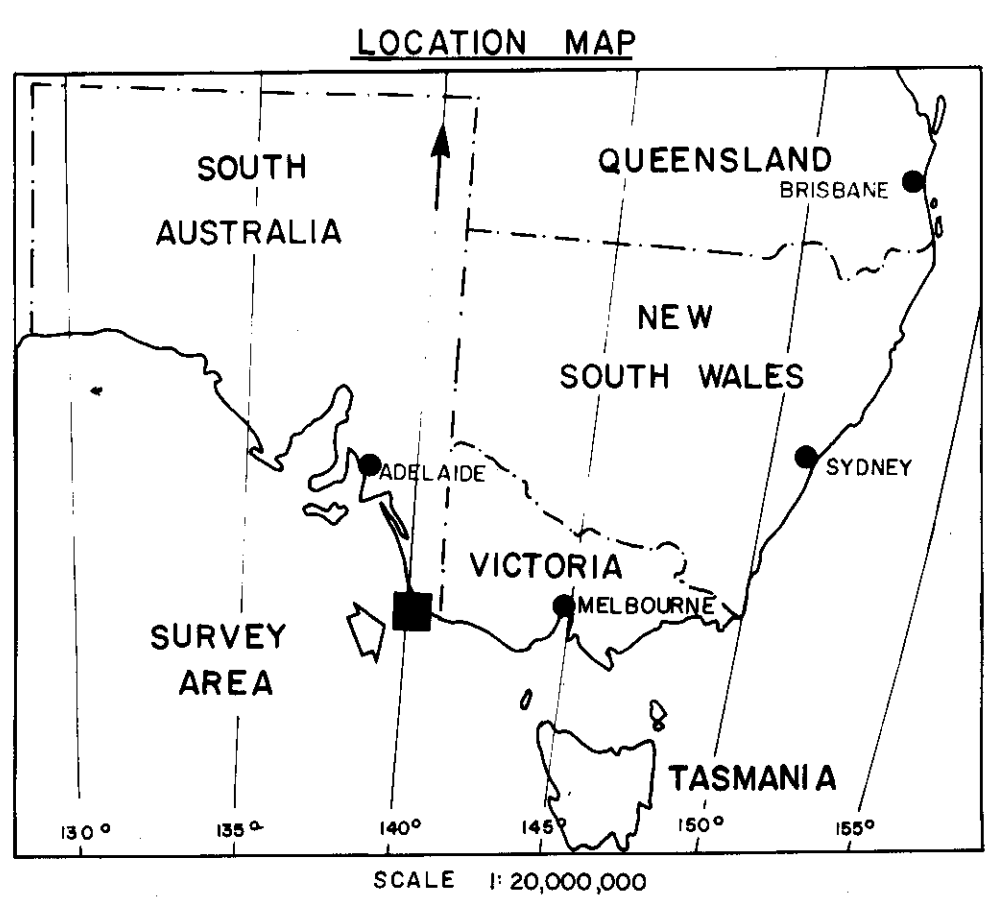 LOCATION MAP
SOUTH
AUSTRALIA
QUEENSLAND
BRISBANE
NEW
SOUTH WALES
SYDNEY
ADELAIDE
VICTORIA
MELBOURNE
SURVEY
AREA
TASMANIA
130° 135° 140° 145° 150° 155°
SCALE 1:20,000,000